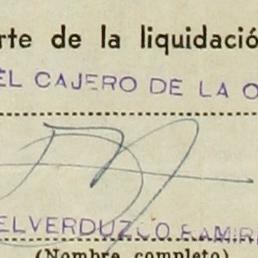 rte de la liquidació
EL CAJERO DE LA O
ELVERDUZCO RAMIR
(Nombre completo)